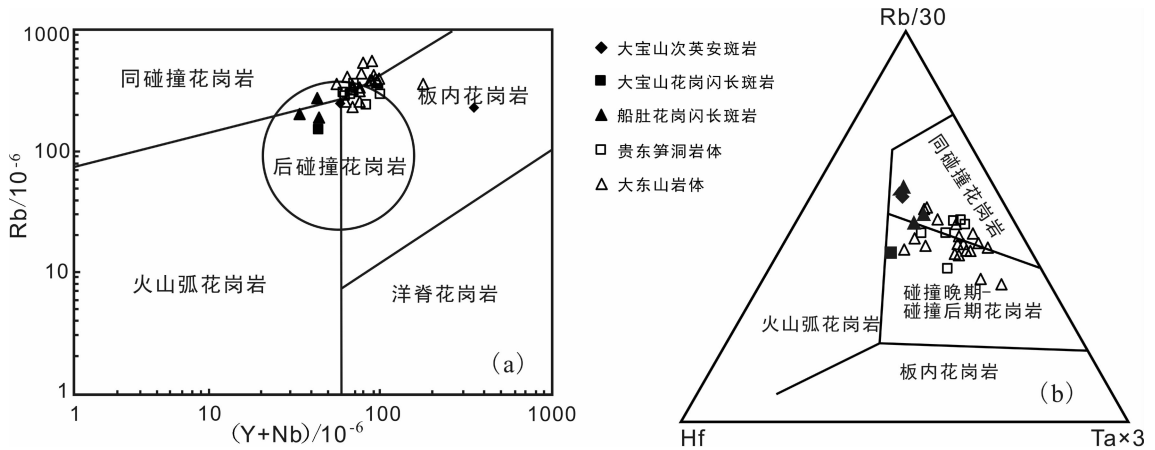 1000
100
10
1
Rb/10-6
1
10
100
1000
(Y+Nb)/10-6
同碰撞花岗岩
板内花岗岩
后碰撞花岗岩
火山弧花岗岩
洋脊花岗岩
(a)
大宝山次英安斑岩
大宝山花岗闪长斑岩
船肚花岗闪长斑岩
贵东笋洞岩体
大东山岩体
Rb/30
同碰撞花岗岩
碰撞晚期–
碰撞后期花岗岩
火山弧花岗岩
板内花岗岩
(b)
Hf
Ta×3